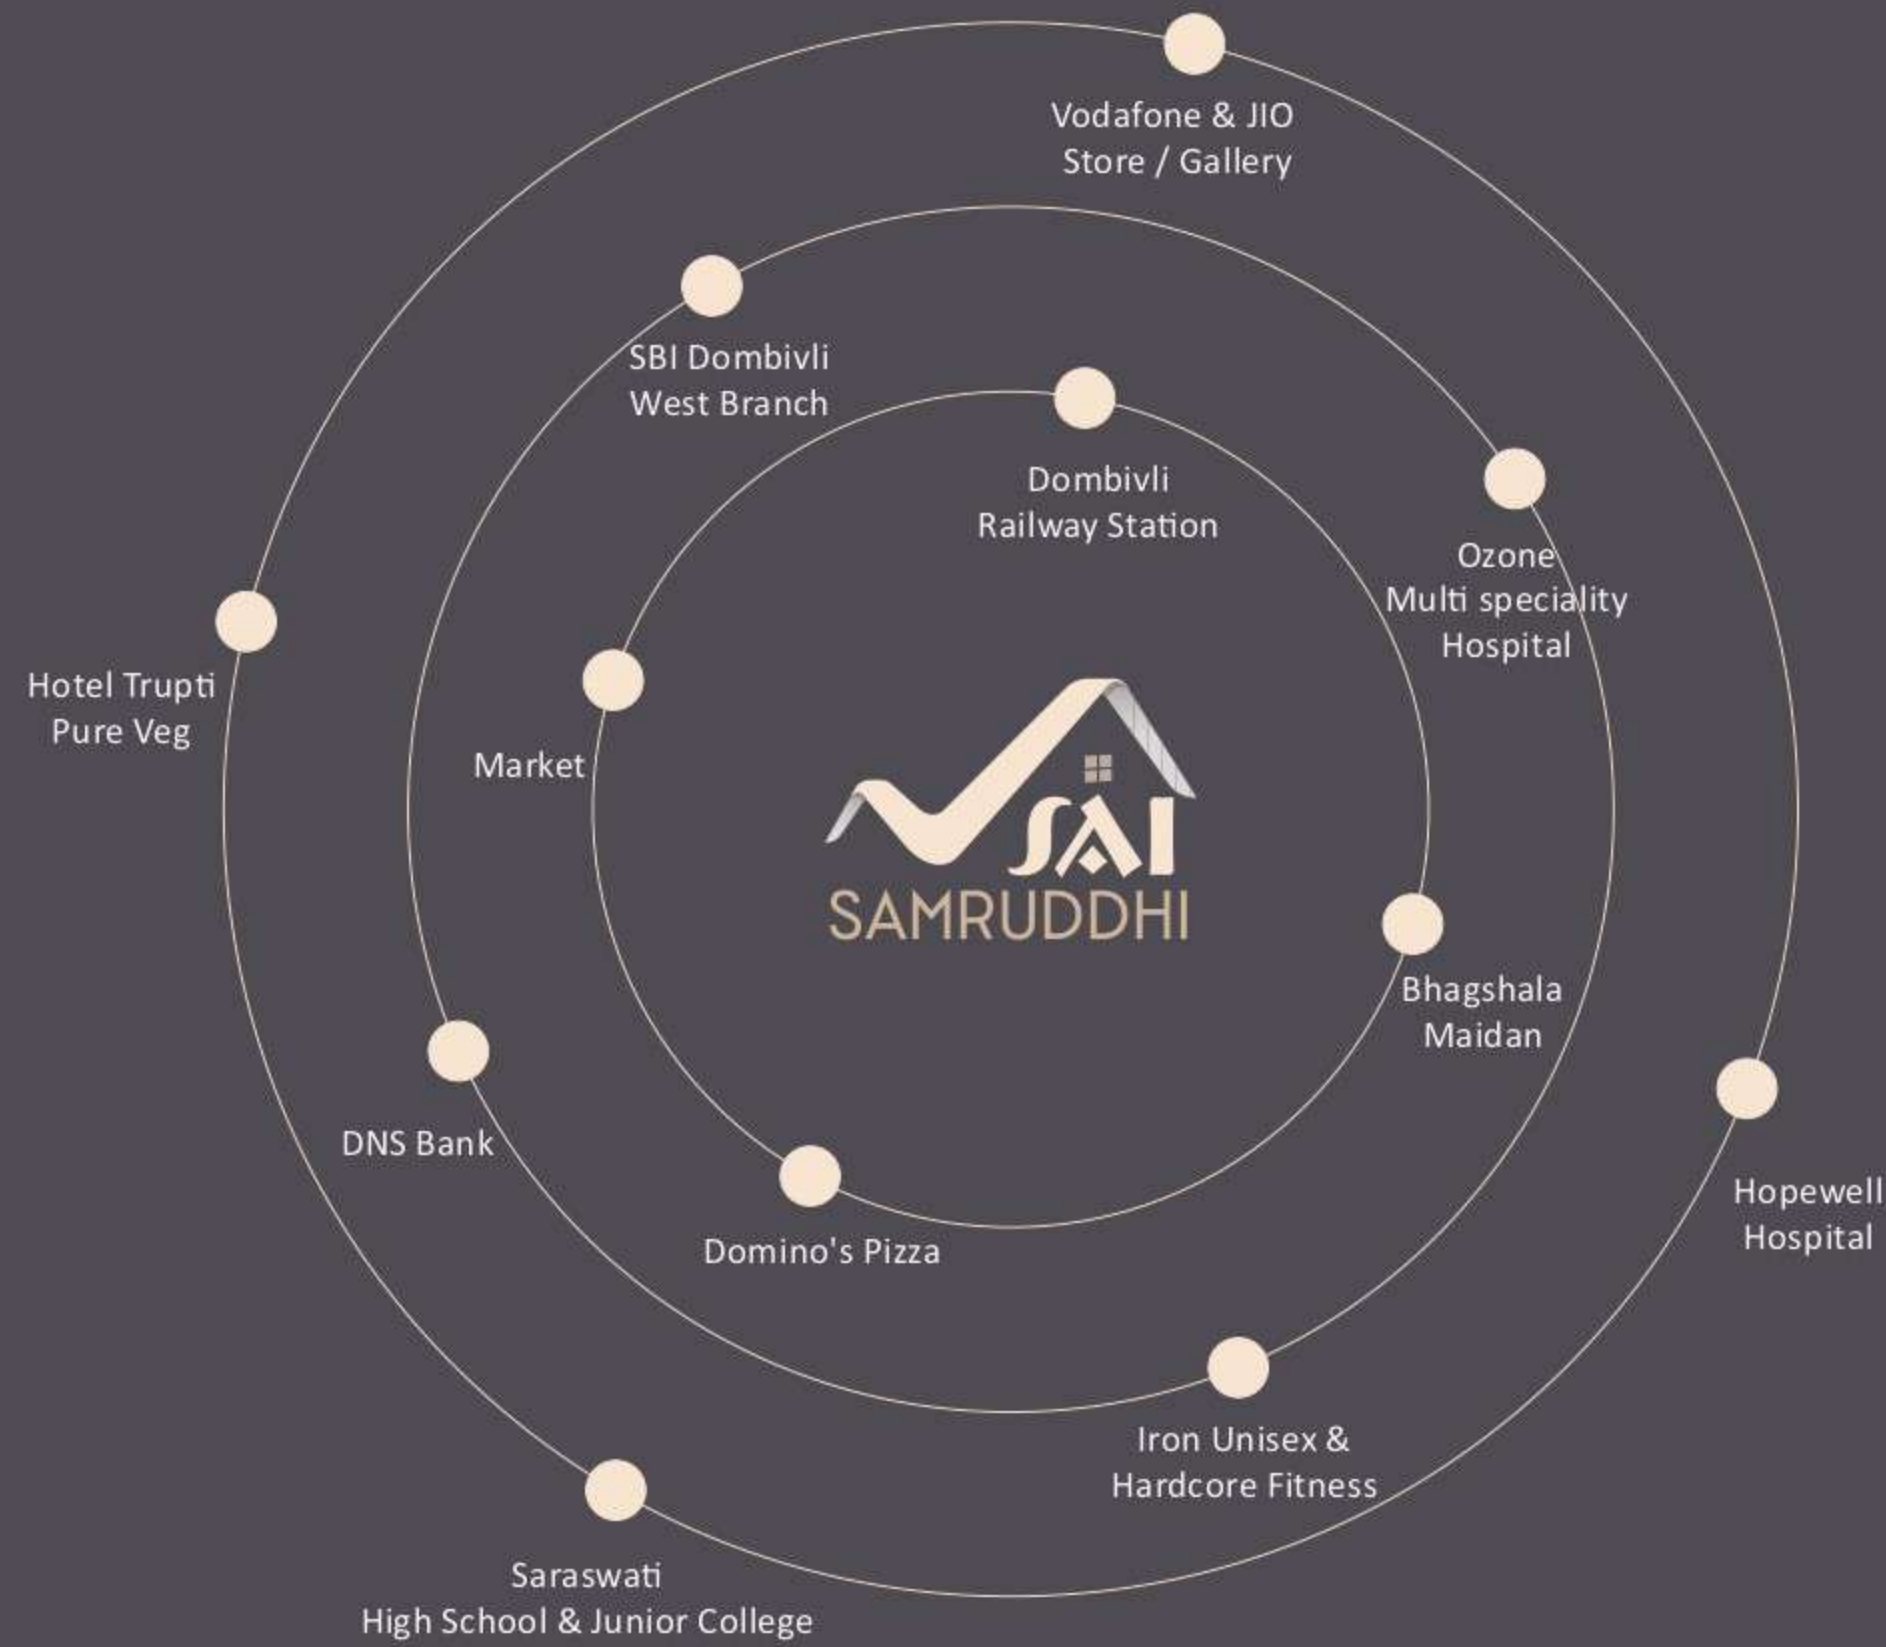 Vodafone & JIO
Store / Gallery
SBI Dombivli
West Branch
Dombivli
Railway Station
Ozone
Multi speciality
Hospital
Hotel Trupti
Pure Veg
Market
SAI
SAMRUDDHI
Bhagshala
Maidan
DNS Bank
Hopewell
Hospital
Domino's Pizza
Iron Unisex &
Hardcore Fitness
Saraswati
High School & Junior College